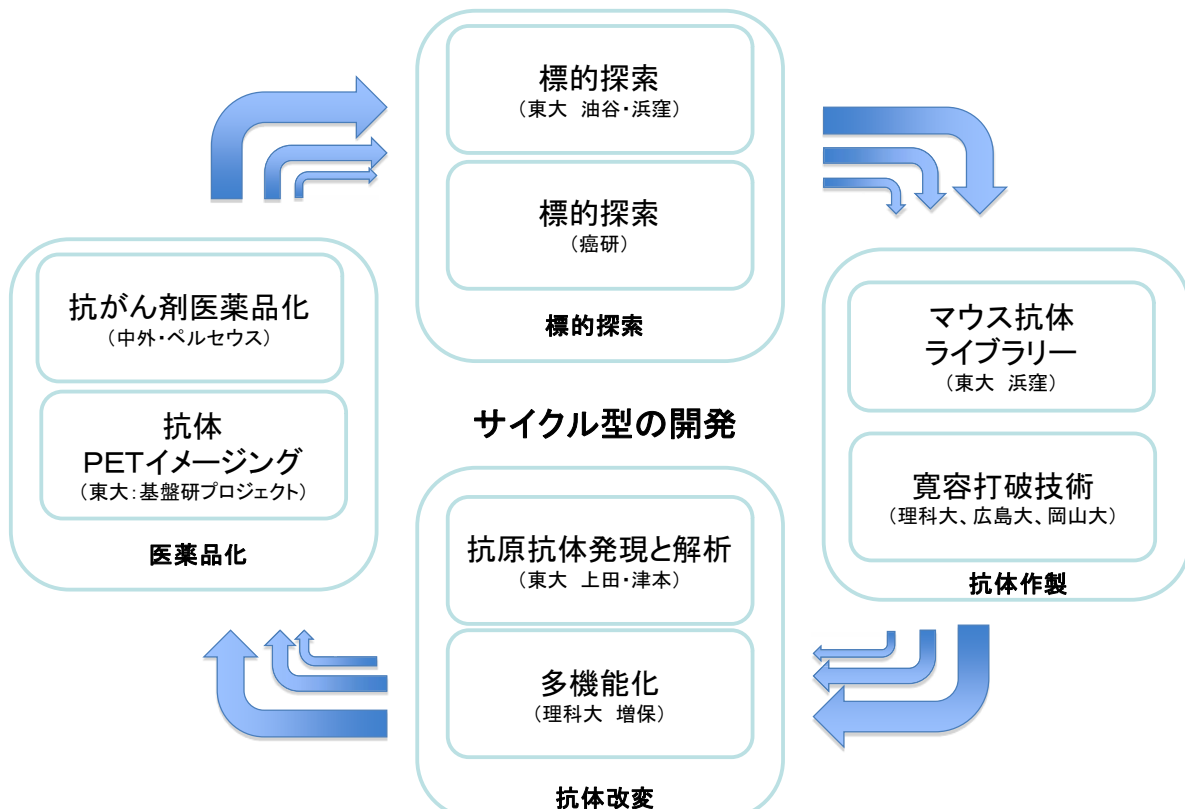 標的探索
（東大　油谷・浜窪）
標的探索
（癌研）
標的探索
マウス抗体
ライブラリー
（東大　浜窪）
寛容打破技術
（理科大、広島大、岡山大）
抗体作製
サイクル型の開発
抗原抗体発現と解析
（東大　上田・津本）
多機能化
（理科大　増保）
抗体改変
抗がん剤医薬品化
（中外・ペルセウス）
抗体
PETイメージング
（東大：基盤研プロジェクト）
医薬品化